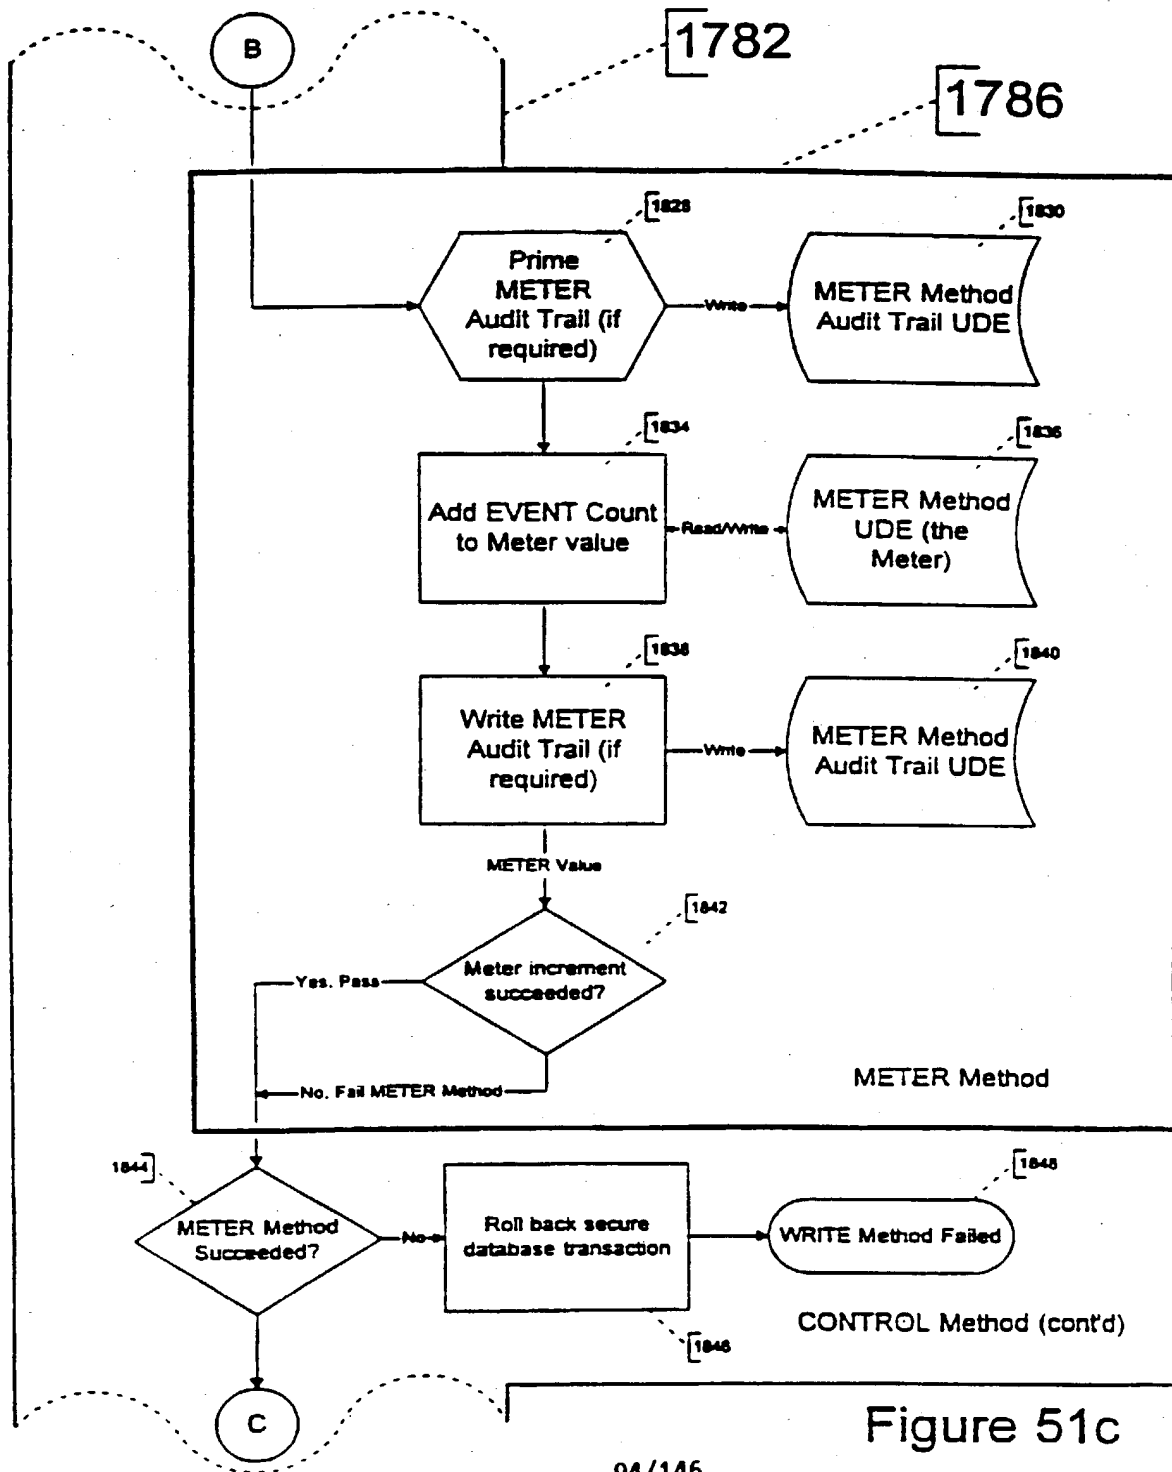 B
1782
1786
1828
1830
Prime
METER
Audit Trail (if
required)
Write
METER Method
Audit Trail UDE
1834
1836
Add EVENT Count
to Meter value
Read/Write
METER Method
UDE (the
Meter)
1838
1840
Write METER
Audit Trail (if
required)
Write
METER Method
Audit Trail UDE
METER Value
1842
Meter increment
succeeded?
Yes. Pass
No. Fail METER Method
METER Method
1844
1848
METER Method
Succeeded?
No
Roll back secure
database transaction
WRITE Method Failed
1846
CONTROL Method (cont'd)
C
Figure 51c
94/146